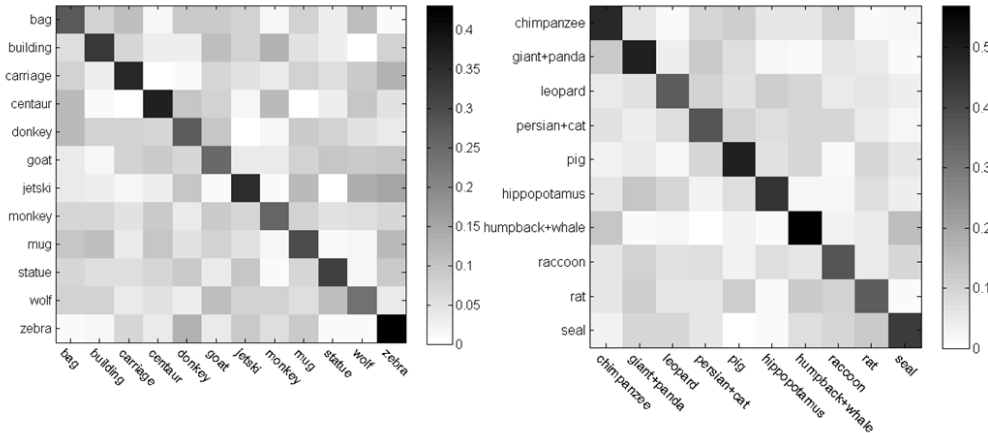 bag
building
carriage
centaur
donkey
goat
jetski
monkey
mug
statue
wolf
zebra
bag
building
carriage
centaur
donkey
goat
jetski
monkey
mug
statue
wolf
zebra
0.4
0.35
0.3
0.25
0.2
0.15
0.1
0.05
0
chimpanzee
giant+panda
leopard
persian+cat
pig
hippopotamus
humpback+whale
raccoon
rat
seal
chimpanzee
giant+panda
leopard
persian+cat
pig
hippopotamus
humpback+whale
raccoon
rat
seal
0.5
0.4
0.3
0.2
0.1
0